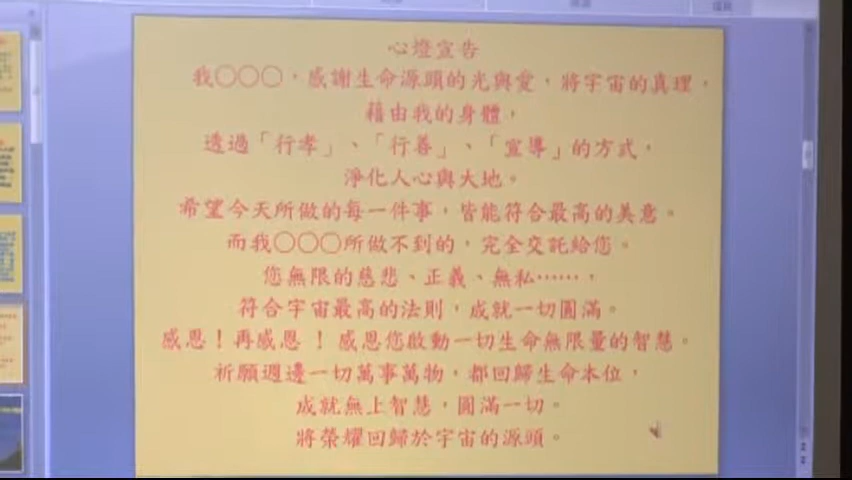 心燈宣告
我〇〇〇，感謝生命源頭的光與愛，將宇宙的真理，
藉由我的身體，
透過「行孝」、「行善」、「宣導」的方式，
淨化人心與大地。
希望今天所做的每一件事，皆能符合最高的美意。
而我〇〇〇所做不到的，完全交託給您。
您無限的慈悲、正義、無私……，
符合宇宙最高的法則，成就一切圓滿。
感恩！再感恩！感恩您啟動一切生命無限量的智慧。
祈願週邊一切萬事萬物，都回歸生命本位，
成就無上智慧，圓滿一切。
將榮耀回歸於宇宙的源頭。